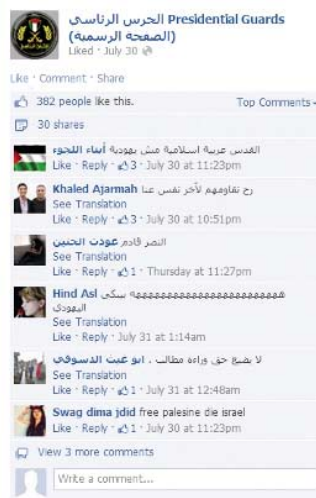 الحرس الرئاسي Presidential Guards
(الصفحة الرسمية)
Liked · July 30
Like · Comment · Share
382 people like this.
Top Comments
30 shares
أبناء اللجوء القدس عربية اسلامية مش يهودية
Like · Reply · 3 · July 30 at 11:23pm
Khaled Ajarmah رح نقاومهم لأخر نفس عنا
See Translation
Like · Reply · 3 · July 30 at 10:51pm
عودت الحنين النصر قادم
See Translation
Like · Reply · 1 · Thursday at 11:27pm
Hind Asl ههههههههههههههههههههههه بيكي
اليهودي
See Translation
Like · Reply · July 31 at 1:14am
ابو غيث الدسوقي . لا يضيع حق وراءه مطالب
See Translation
Like · Reply · 1 · July 31 at 12:48am
Swag dima jdid free palesine die israel
Like · Reply · 1 · July 30 at 11:23pm
View 3 more comments
Write a comment...